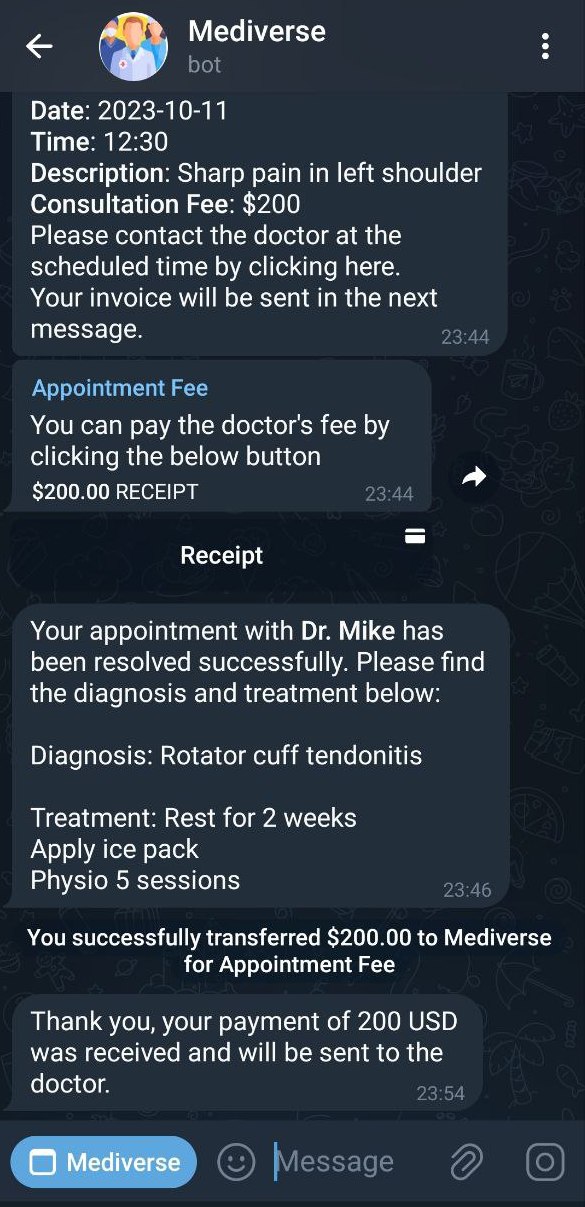 Mediverse
bot
Date: 2023-10-11
Time: 12:30
Description: Sharp pain in left shoulder
Consultation Fee: $200
Please contact the doctor at the
scheduled time by clicking here.
Your invoice will be sent in the next
message.
23:44
Appointment Fee
You can pay the doctor's fee by
clicking the below button
$200.00 RECEIPT
23:44
Receipt
Your appointment with Dr. Mike has
been resolved successfully. Please find
the diagnosis and treatment below:
Diagnosis: Rotator cuff tendonitis
Treatment: Rest for 2 weeks
Apply ice pack
Physio 5 sessions
23:46
You successfully transferred $200.00 to Mediverse
for Appointment Fee
Thank you, your payment of 200 USD
was received and will be sent to the
doctor.
23:54
Mediverse
Message